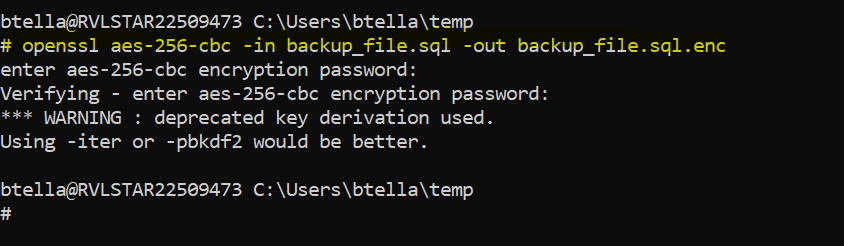 btella@RVLSTAR22509473 C:\Users\btella\temp
# openssl aes-256-cbc -in backup_file.sql -out backup_file.sql.enc
enter aes-256-cbc encryption password:
Verifying - enter aes-256-cbc encryption password:
*** WARNING : deprecated key derivation used.
Using -iter or -pbkdf2 would be better.
btella@RVLSTAR22509473 C:\Users\btella\temp
#